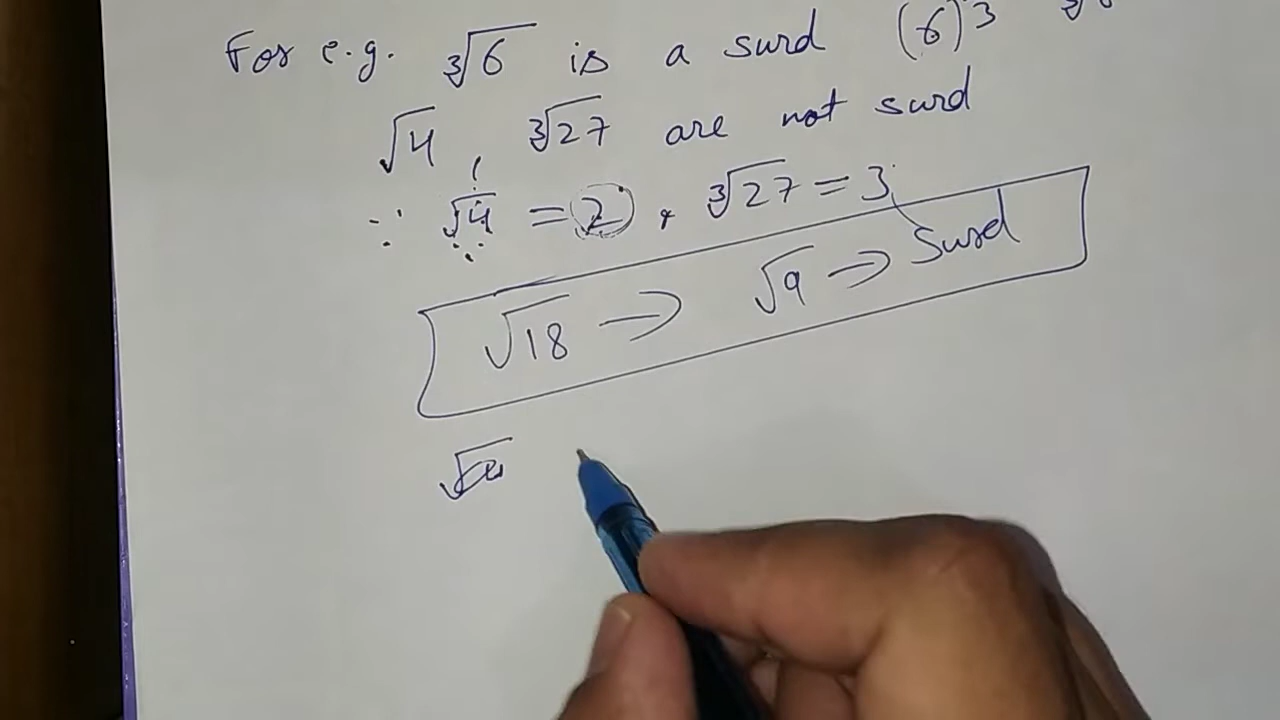 For e.g. ∛6 is a surd (6)³
√4, ∛27 are not surd
∵ √4 = 2, ∛27 = 3
√18 → √9 → Surd